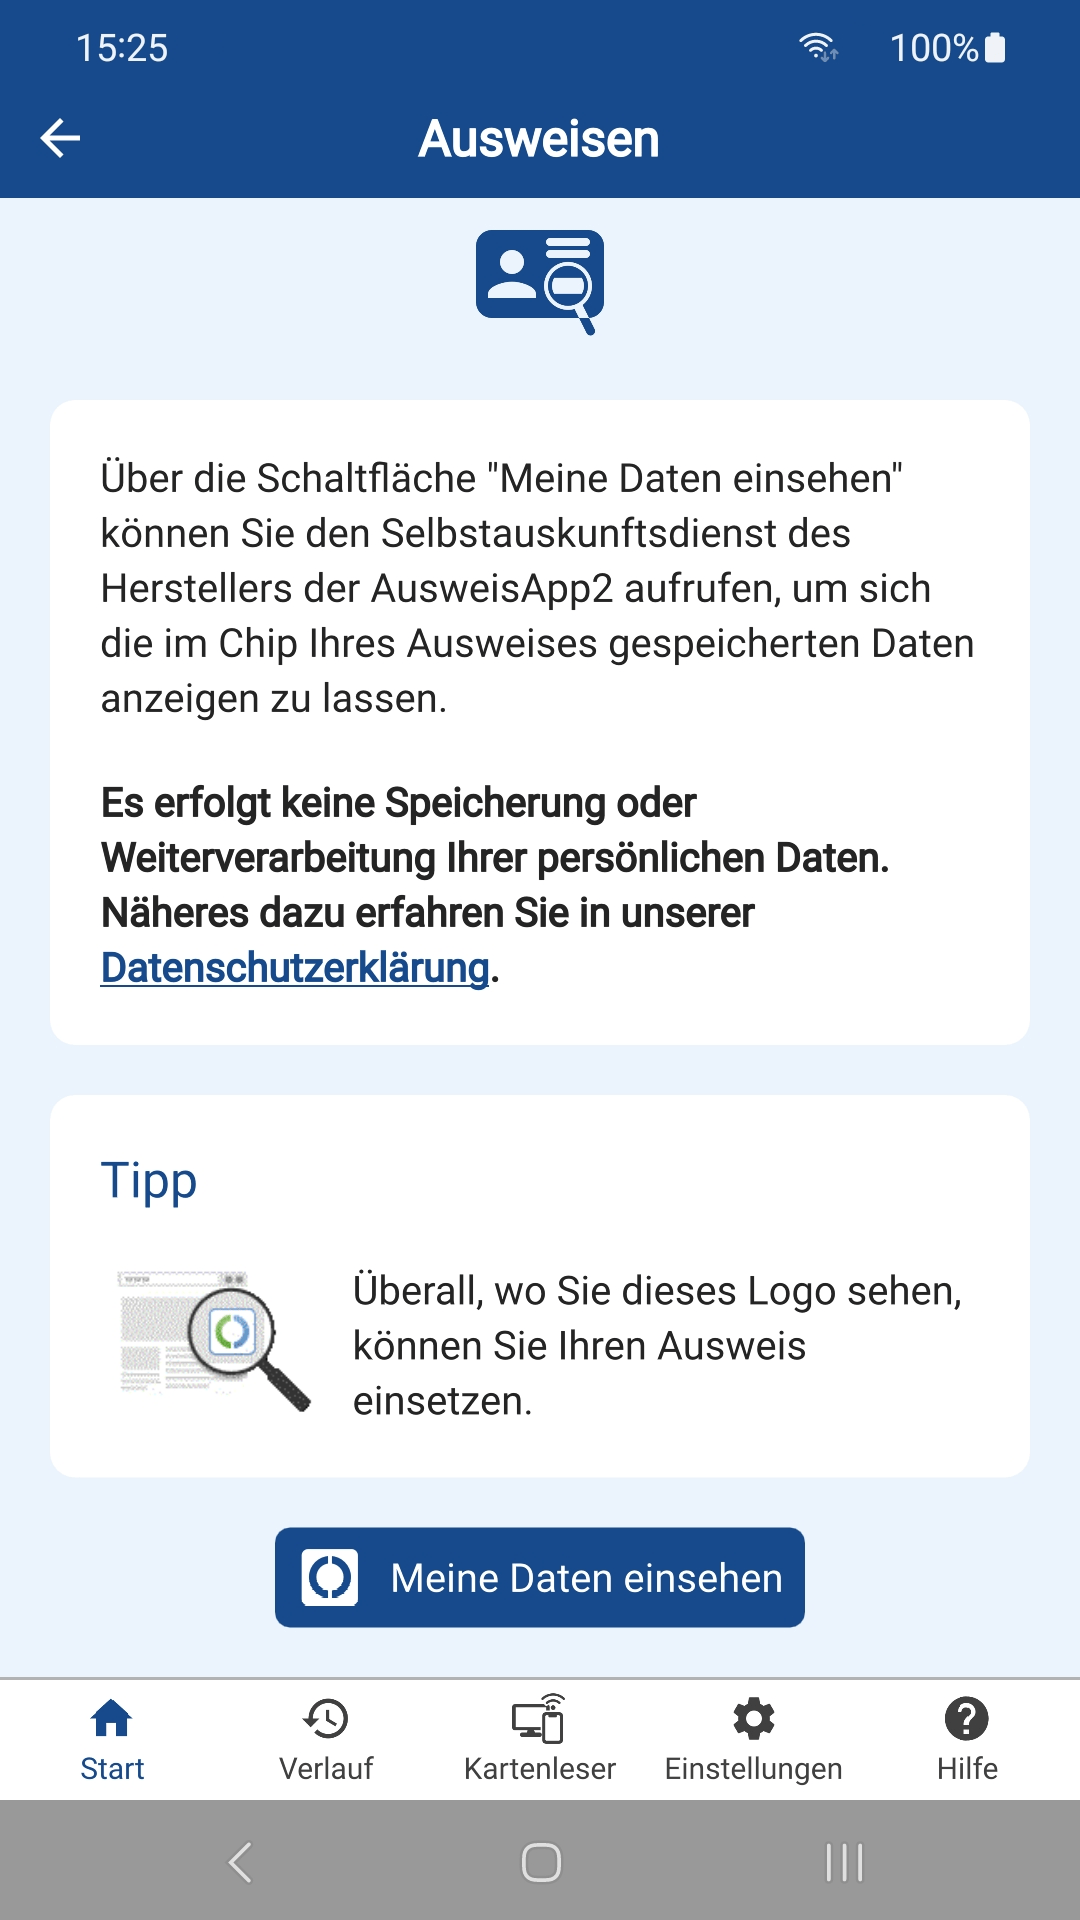 15:25
100%
Ausweisen
Über die Schaltfläche "Meine Daten einsehen"
können Sie den Selbstauskunftsdienst des
Herstellers der AusweisApp2 aufrufen, um sich
die im Chip Ihres Ausweises gespeicherten Daten
anzeigen zu lassen.
Es erfolgt keine Speicherung oder
Weiterverarbeitung Ihrer persönlichen Daten.
Näheres dazu erfahren Sie in unserer
Datenschutzerklärung.
Tipp
Überall, wo Sie dieses Logo sehen,
können Sie Ihren Ausweis
einsetzen.
Meine Daten einsehen
Start
Verlauf
Kartenleser
Einstellungen
Hilfe